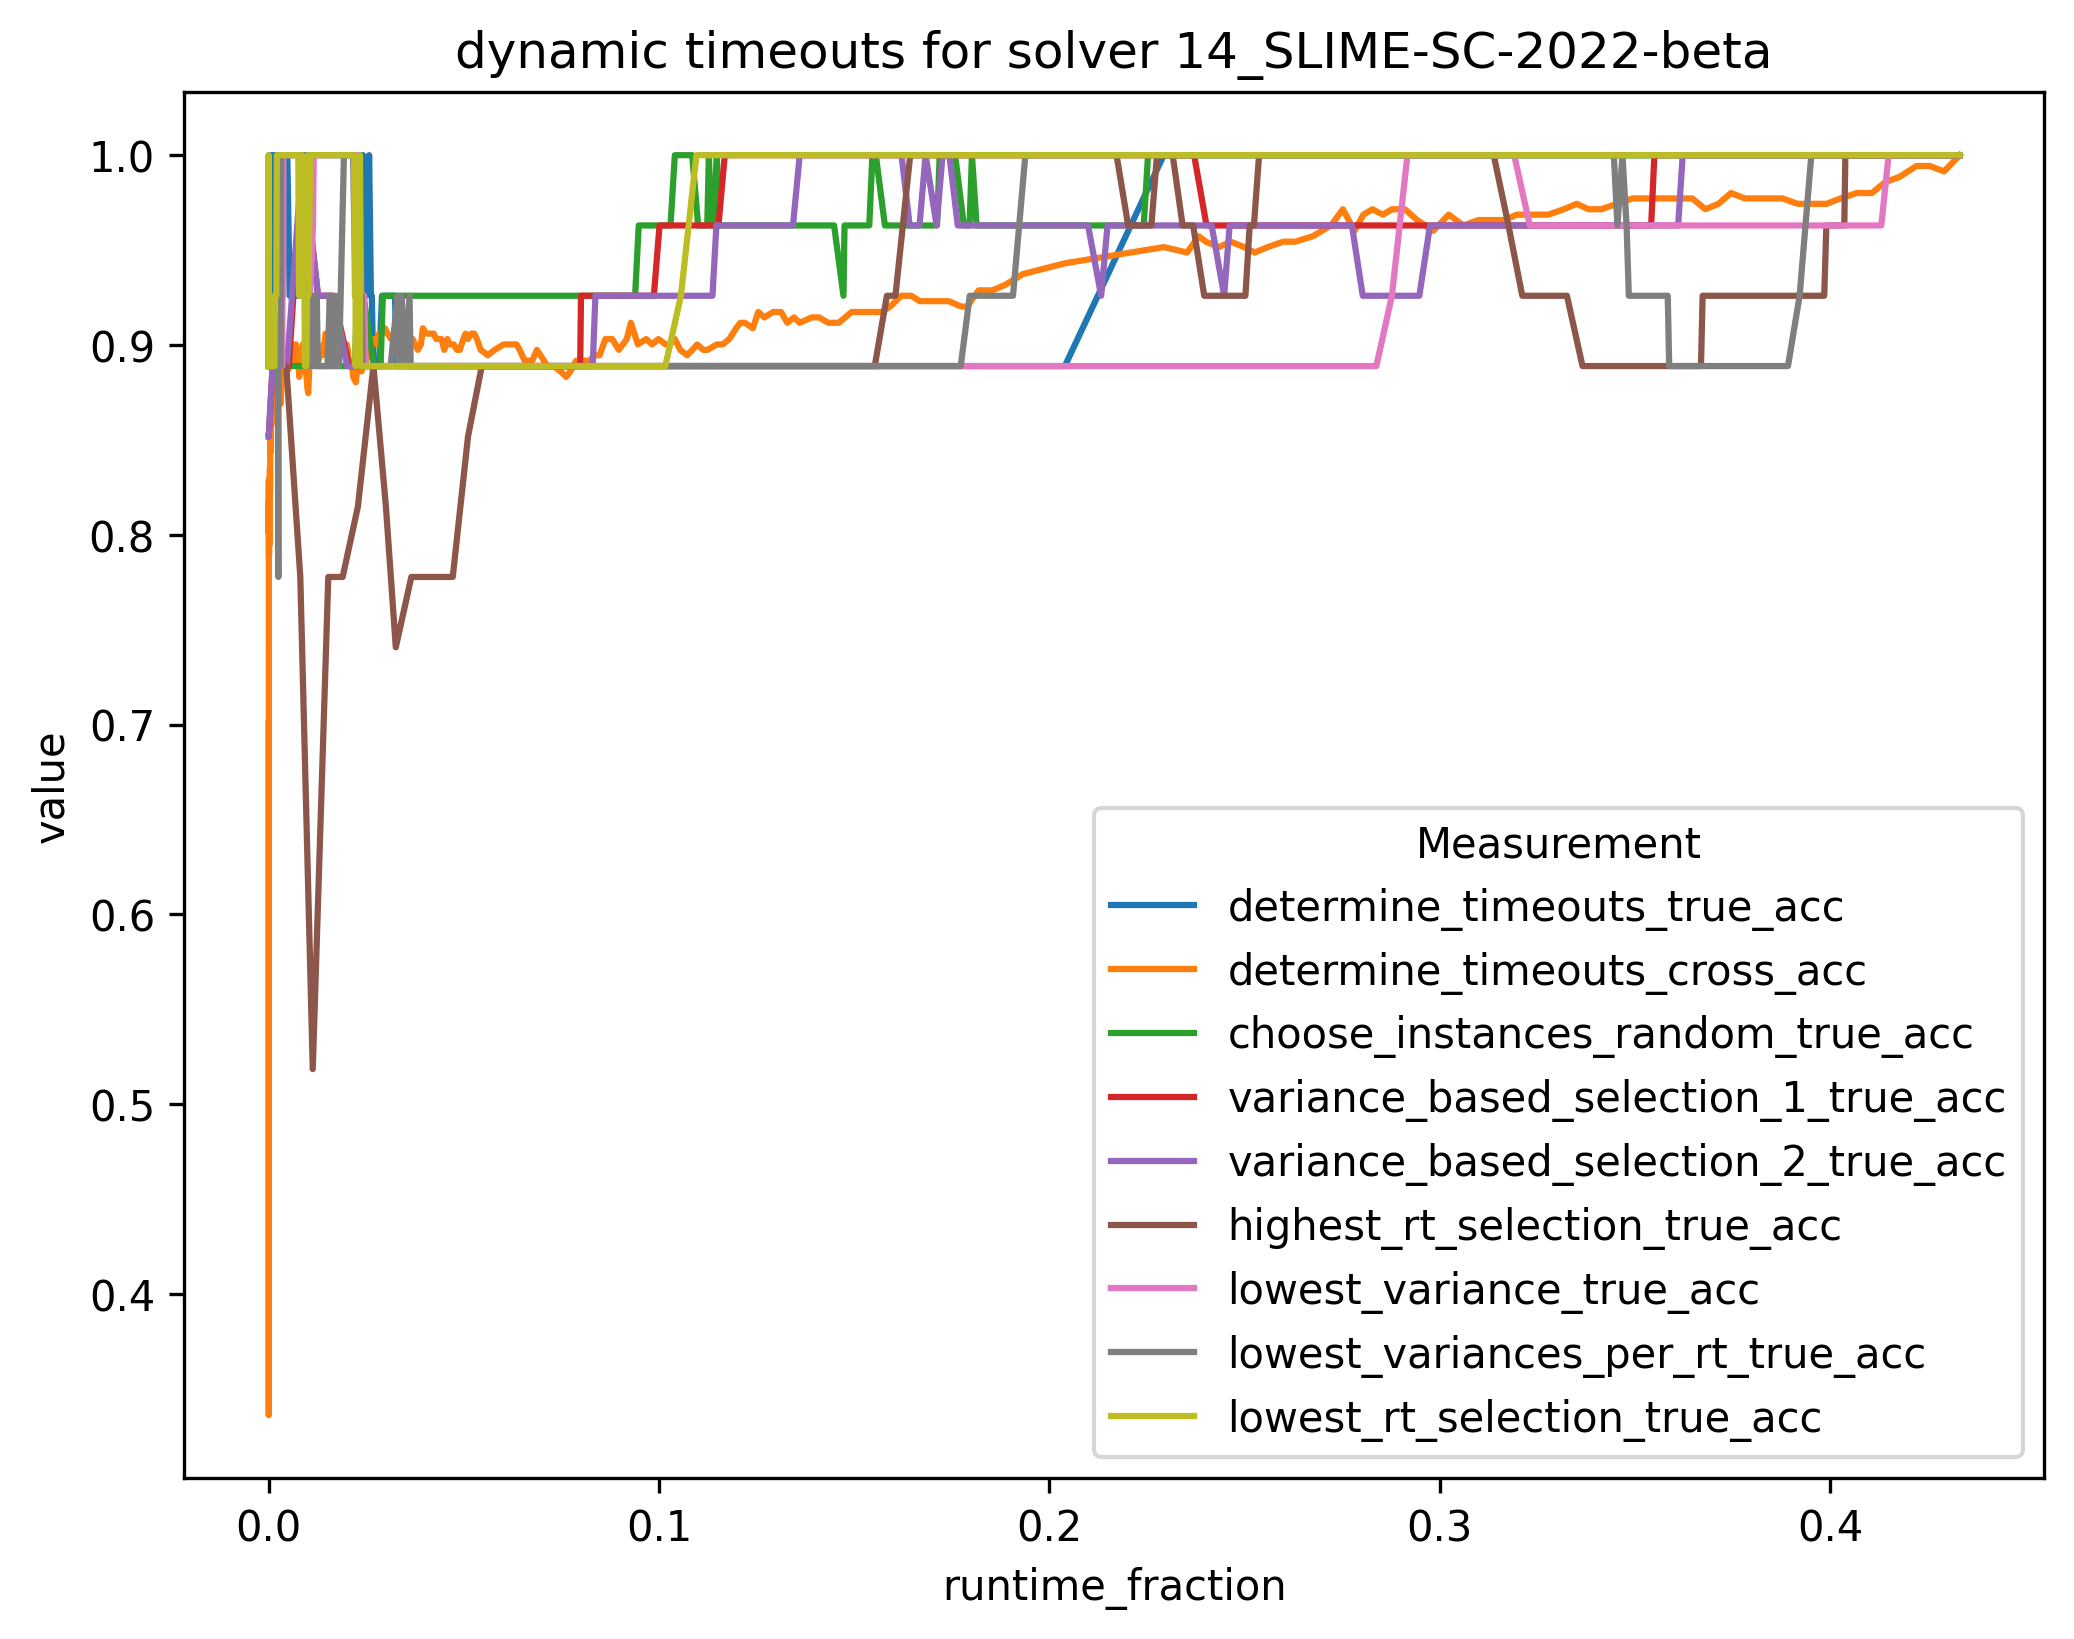 dynamic timeouts for solver 14_SLIME-SC-2022-beta
1.0
0.9
0.8
0.7
0.6
0.5
0.4
value
Measurement
determine_timeouts_true_acc
determine_timeouts_cross_acc
choose_instances_random_true_acc
variance_based_selection_1_true_acc
variance_based_selection_2_true_acc
highest_rt_selection_true_acc
lowest_variance_true_acc
lowest_variances_per_rt_true_acc
lowest_rt_selection_true_acc
0.0 0.1 0.2 0.3 0.4
runtime_fraction